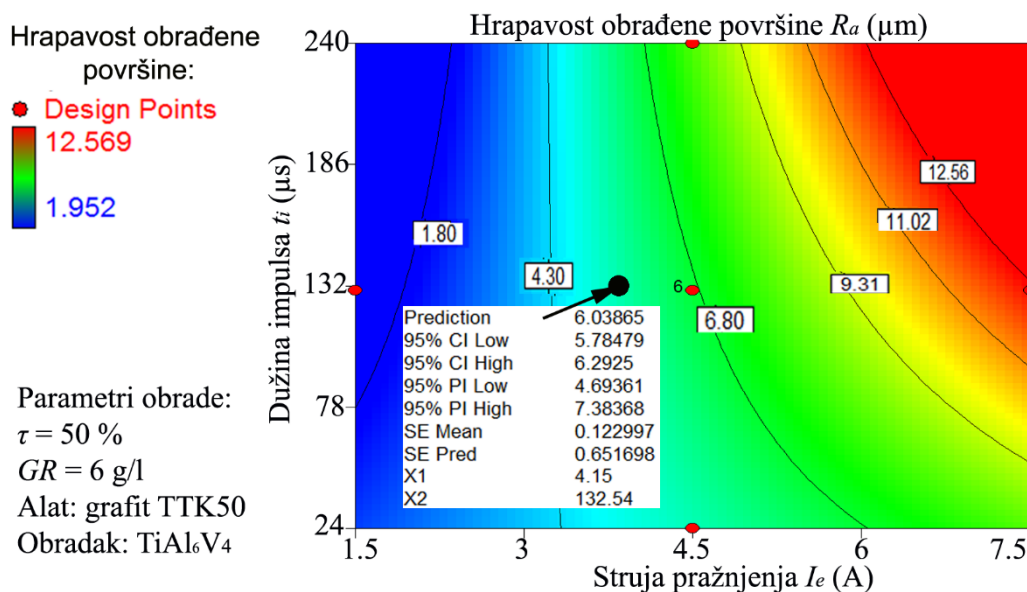 Hrapavost obrađene površine Ra (µm)
Hrapavost obrađene
površine:
Design Points
12.569
1.952
Parametri obrade:
τ = 50 %
GR = 6 g/l
Alat: grafit TTK50
Obradak: TiAl6V4
Dužina impulsa ti (µs)
240
186
132
78
24
1.80
4.30
6
6.80
9.31
11.02
12.56
Prediction 6.03865
95% CI Low 5.78479
95% CI High 6.2925
95% PI Low 4.69361
95% PI High 7.38368
SE Mean 0.122997
SE Pred 0.651698
X1 4.15
X2 132.54
1.5 3 4.5 6 7.5
Struja pražnjenja Ie (A)